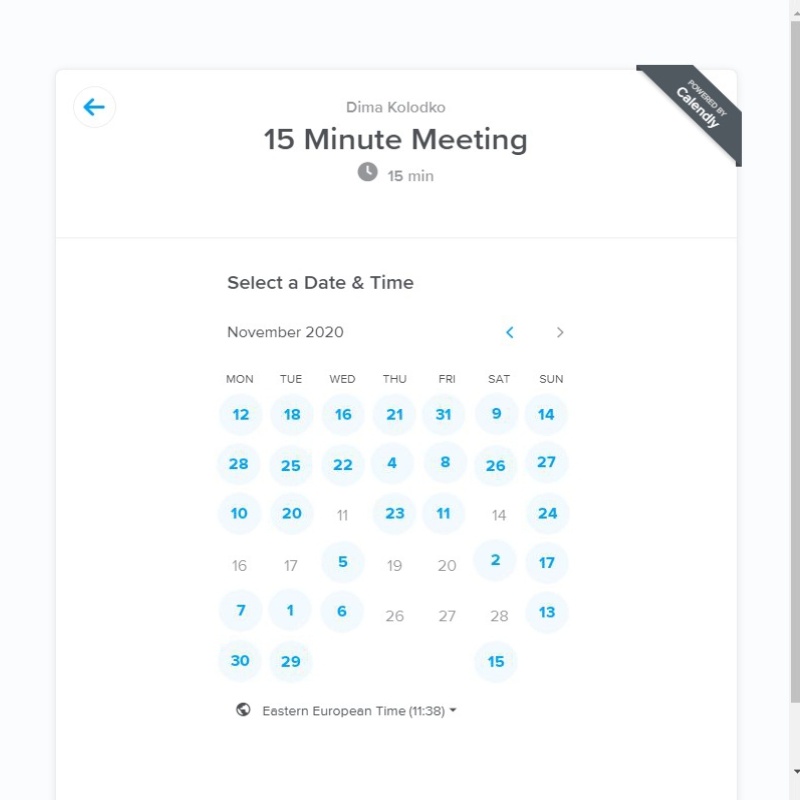 Dima Kolodko
POWERED BY
Calendly
15 Minute Meeting
15 min
Select a Date & Time
November 2020
MON TUE WED THU FRI SAT SUN
12 18 16 21 31 9 14
28 25 22 4 8 26 27
10 20 11 23 11 14 24
16 17 5 19 20 2 17
7 1 6 26 27 28 13
30 29 15
Eastern European Time (11:38)